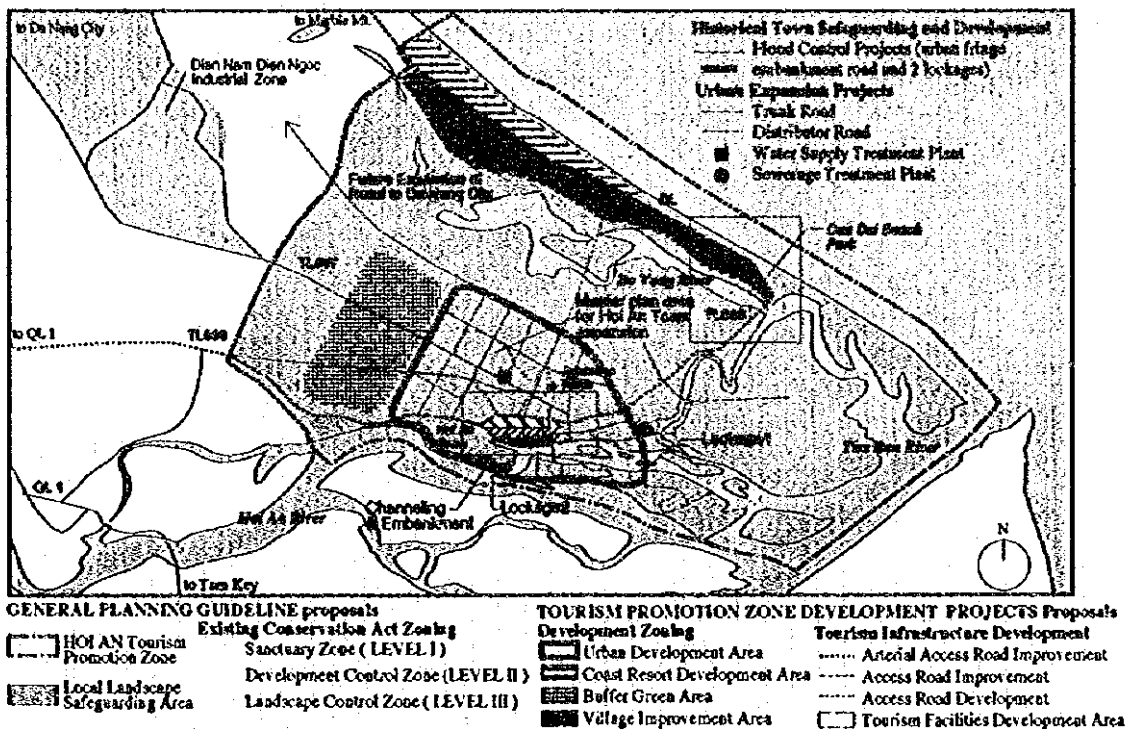 to Da Nang City
to Marble Mt.
Dien Nam Dien Ngoc
Industrial Zone
Historical Town Safeguarding and Development
Flood Control Projects (urban fringe
embankment road and 2 lockages)
Urban Expansion Projects
Trunk Road
Distributor Road
Water Supply Treatment Plant
Sewerage Treatment Plant
Future Expansion of
Road to Danang City
Cua Dai Beach
Park
TL607
De Vong River
Master plan area
for Hoi An Town
expansion
to QL 1
TL608
Lockage1
Thu Bon River
QL 1
Hoi An River
Channeling
& Embankment
Lockage2
N
to Tam Key
GENERAL PLANNING GUIDELINE proposals
HOI AN Tourism
Promotion Zone
Local Landscape
Safeguarding Area
Existing Conservation Act Zoning
Sanctuary Zone ( LEVEL I )
Development Control Zone (LEVEL II )
Landscape Control Zone ( LEVEL III )
TOURISM PROMOTION ZONE DEVELOPMENT PROJECTS Proposals
Development Zoning
Urban Development Area
Coast Resort Development Area
Buffer Green Area
Village Improvement Area
Tourism Infrastructure Development
Arterial Access Road Improvement
Access Road Improvement
Access Road Development
Tourism Facilities Development Area